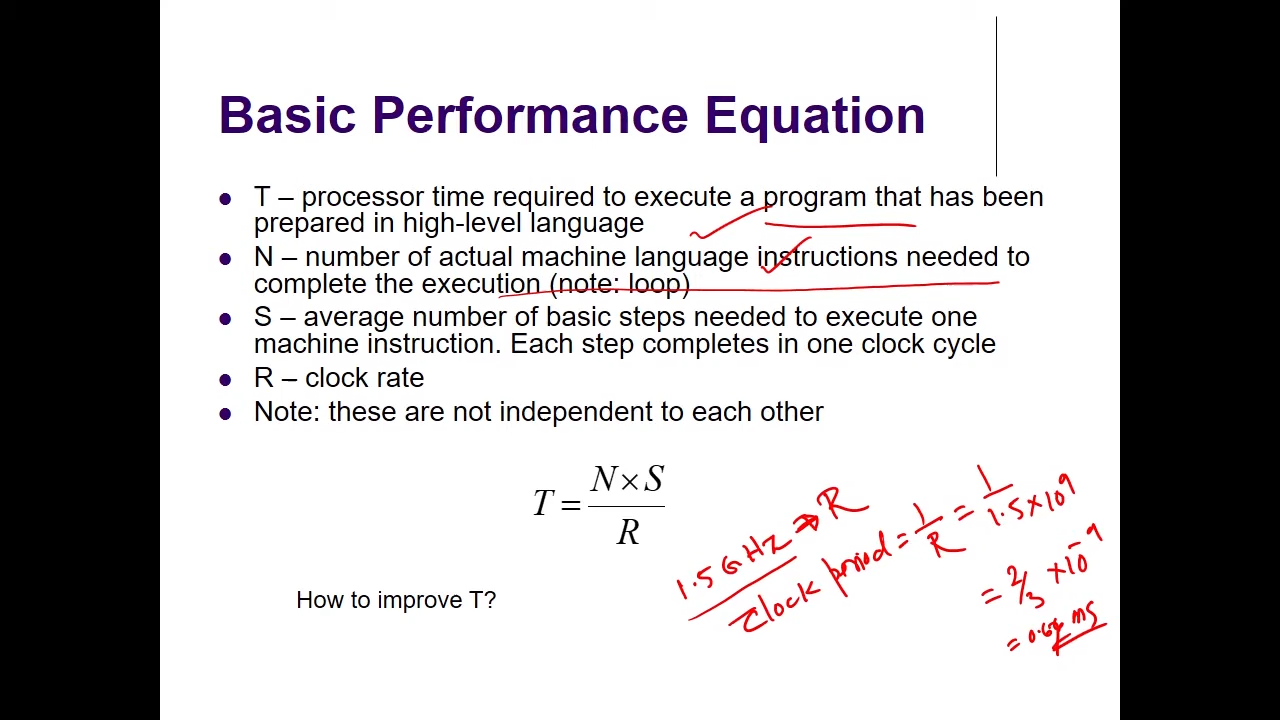 Basic Performance Equation
T – processor time required to execute a program that has been
prepared in high-level language
N – number of actual machine language instructions needed to
complete the execution (note: loop)
S – average number of basic steps needed to execute one
machine instruction. Each step completes in one clock cycle
R – clock rate
Note: these are not independent to each other
T = N × S / R
How to improve T?
1.5 GHz → R
Clock period = 1/R = 1/1.5×10^9
= 2/3 ×10^-9